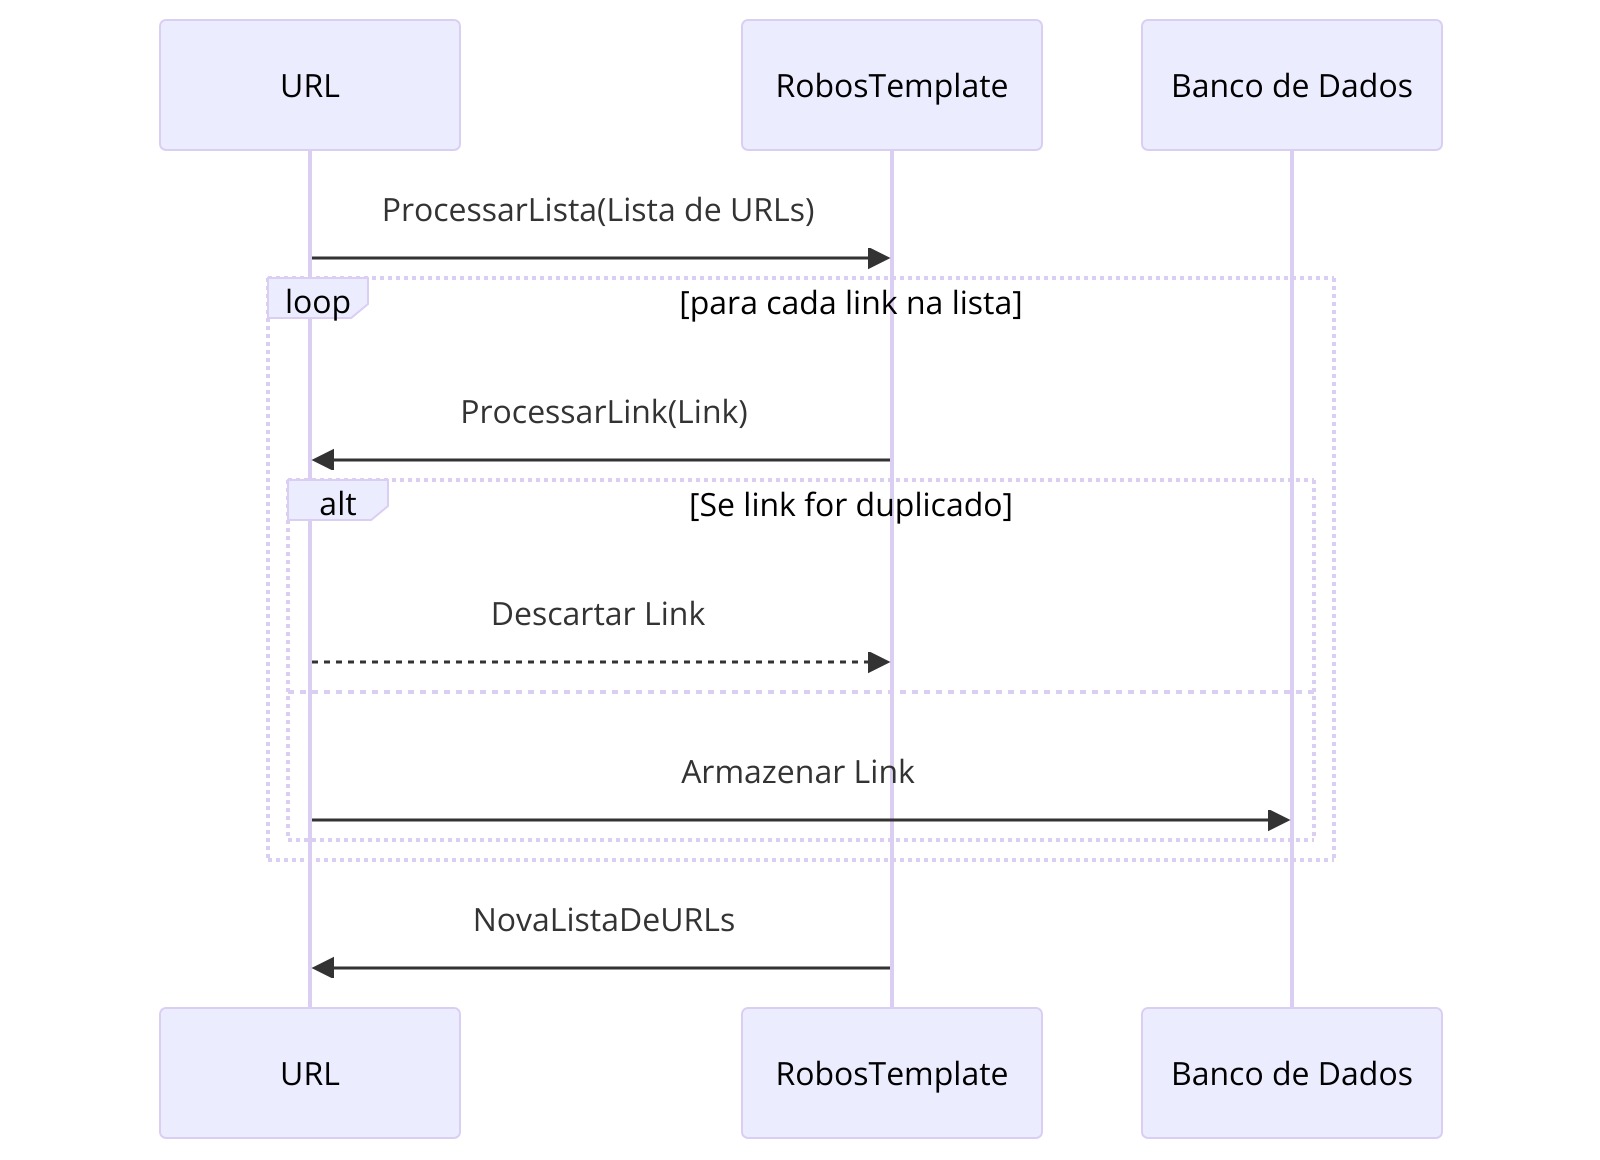 URL
RobosTemplate
Banco de Dados
ProcessarLista(Lista de URLs)
loop
[para cada link na lista]
ProcessarLink(Link)
alt
[Se link for duplicado]
Descartar Link
Armazenar Link
NovaListaDeURLs
URL
RobosTemplate
Banco de Dados